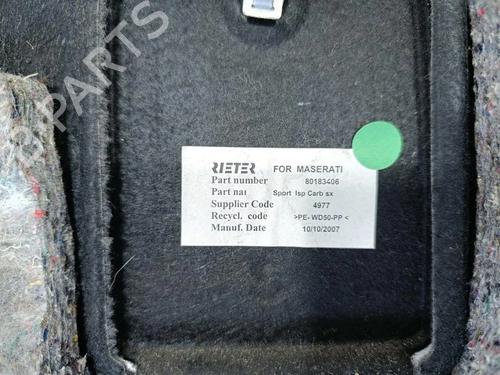 RIETER FOR MASERATI
Part number 80183406
Part nar Sport Isp Carb sx
Supplier Code 4977
Recycl. code >PE-WD50-PP<
Manuf. Date 10/10/2007
B-PARTS